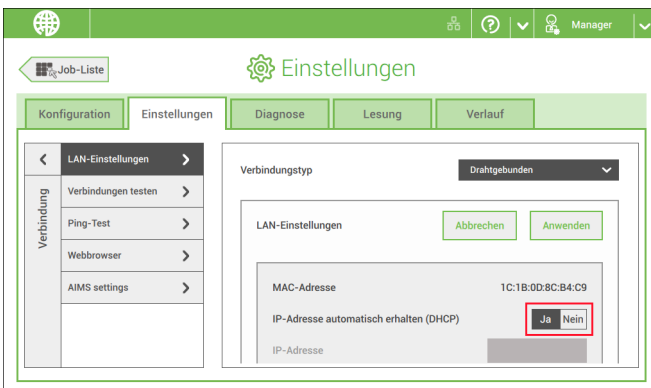 Manager
Job-Liste
Einstellungen
Konfiguration Einstellungen Diagnose Lesung Verlauf
Verbindung
LAN-Einstellungen
Verbindungen testen
Ping-Test
Webbrowser
AIMS settings
Verbindungstyp Drahtgebunden
LAN-Einstellungen Abbrechen Anwenden
MAC-Adresse 1C:1B:0D:8C:B4:C9
IP-Adresse automatisch erhalten (DHCP) Ja Nein
IP-Adresse